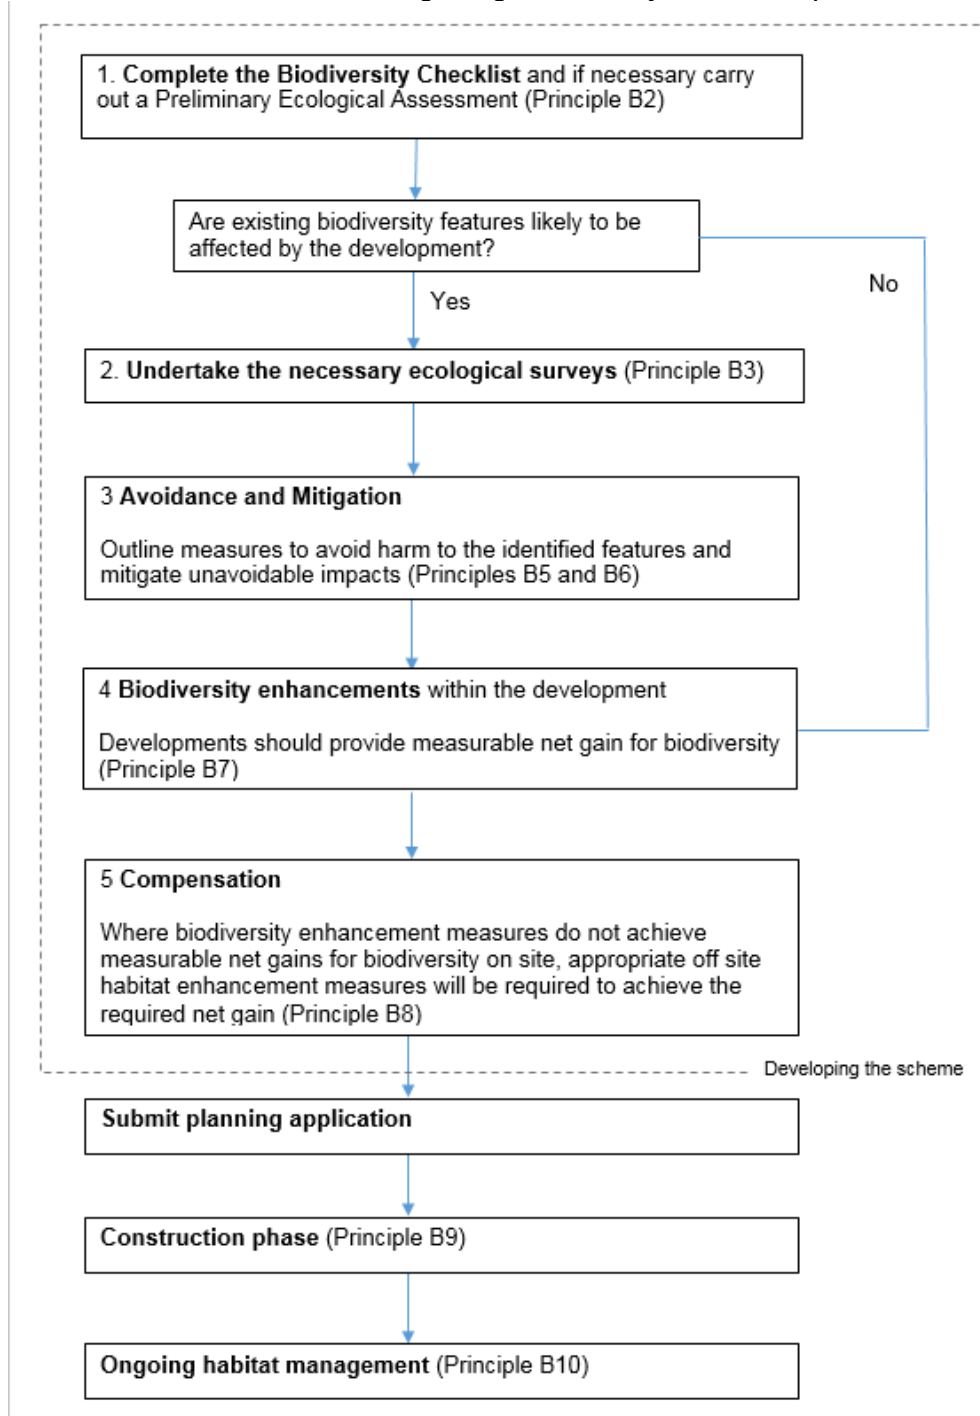 1. Complete the Biodiversity Checklist and if necessary carry
out a Preliminary Ecological Assessment (Principle B2)
Are existing biodiversity features likely to be
affected by the development?
No
Yes
2. Undertake the necessary ecological surveys (Principle B3)
3 Avoidance and Mitigation
Outline measures to avoid harm to the identified features and
mitigate unavoidable impacts (Principles B5 and B6)
4 Biodiversity enhancements within the development
Developments should provide measurable net gain for biodiversity
(Principle B7)
5 Compensation
Where biodiversity enhancement measures do not achieve
measurable net gains for biodiversity on site, appropriate off site
habitat enhancement measures will be required to achieve the
required net gain (Principle B8)
Developing the scheme
Submit planning application
Construction phase (Principle B9)
Ongoing habitat management (Principle B10)